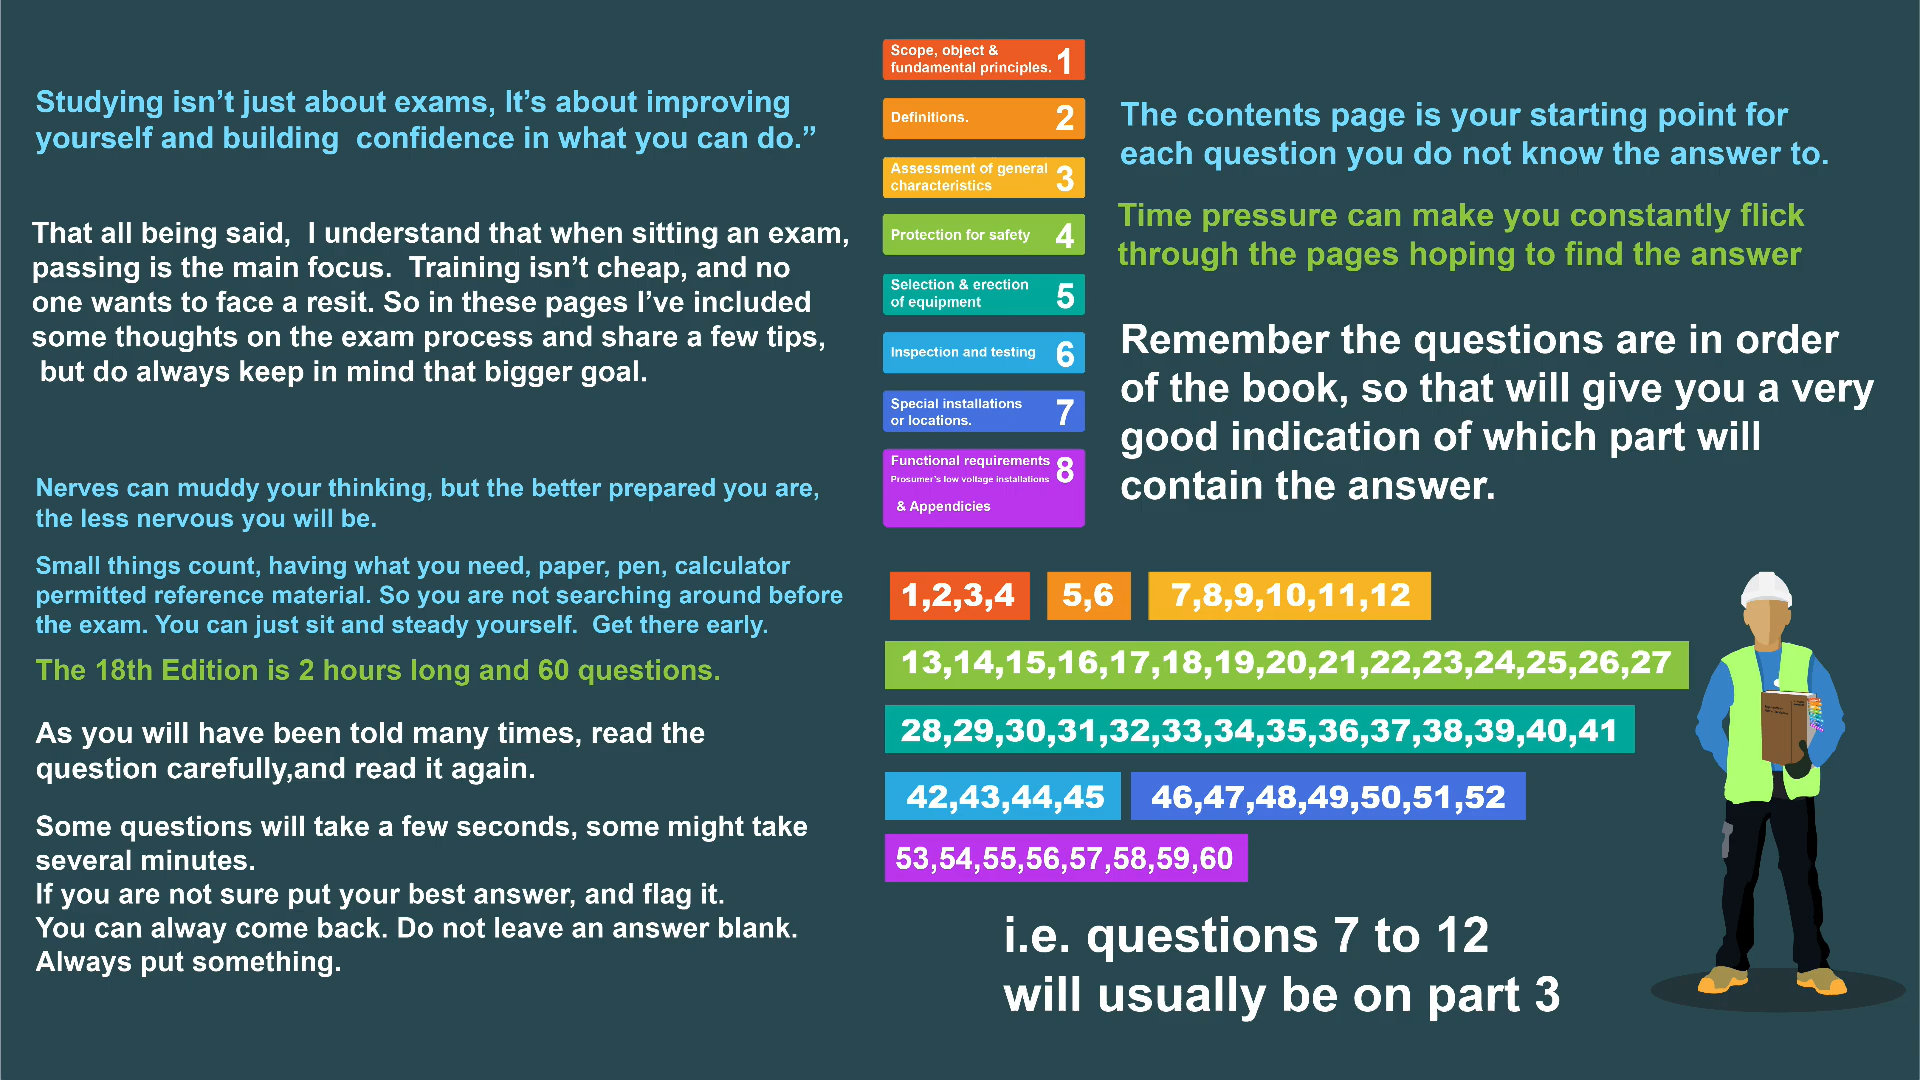 Studying isn’t just about exams, It’s about improving
yourself and building  confidence in what you can do.”
That all being said,  I understand that when sitting an exam,
passing is the main focus.  Training isn’t cheap, and no
one wants to face a resit. So in these pages I’ve included
some thoughts on the exam process and share a few tips,
but do always keep in mind that bigger goal.
Nerves can muddy your thinking, but the better prepared you are,
the less nervous you will be.
Small things count, having what you need, paper, pen, calculator
permitted reference material. So you are not searching around before
the exam. You can just sit and steady yourself.  Get there early.
The 18th Edition is 2 hours long and 60 questions.
As you will have been told many times, read the
question carefully,and read it again.
Some questions will take a few seconds, some might take
several minutes.
If you are not sure put your best answer, and flag it.
You can alway come back. Do not leave an answer blank.
Always put something.
Scope, object &
fundamental principles. 1
Definitions. 2
Assessment of general
characteristics 3
Protection for safety 4
Selection & erection
of equipment 5
Inspection and testing 6
Special installations
or locations. 7
Functional requirements 8
Prosumer's low voltage installations
& Appendicies
The contents page is your starting point for
each question you do not know the answer to.
Time pressure can make you constantly flick
through the pages hoping to find the answer
Remember the questions are in order
of the book, so that will give you a very
good indication of which part will
contain the answer.
1,2,3,4
5,6
7,8,9,10,11,12
13,14,15,16,17,18,19,20,21,22,23,24,25,26,27
28,29,30,31,32,33,34,35,36,37,38,39,40,41
42,43,44,45
46,47,48,49,50,51,52
53,54,55,56,57,58,59,60
i.e. questions 7 to 12
will usually be on part 3